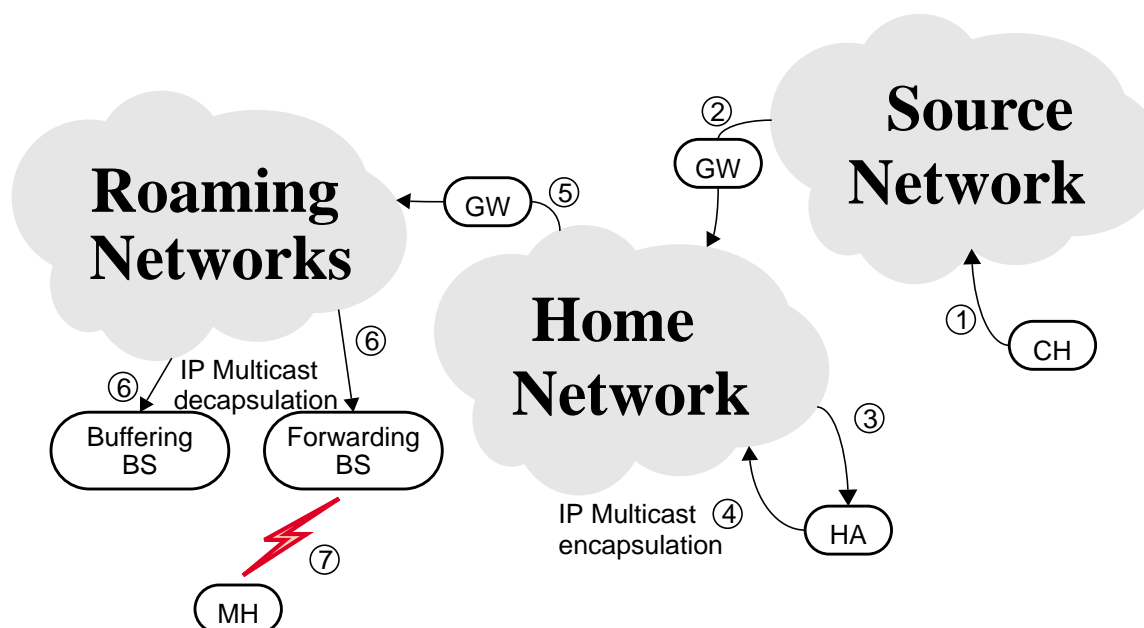 Source
Network
②
GW
Roaming
Networks
GW
⑤
Home
Network
①
CH
⑥
⑥
IP Multicast
decapsulation
Buffering
BS
Forwarding
BS
③
④
IP Multicast
encapsulation
HA
⑦
MH